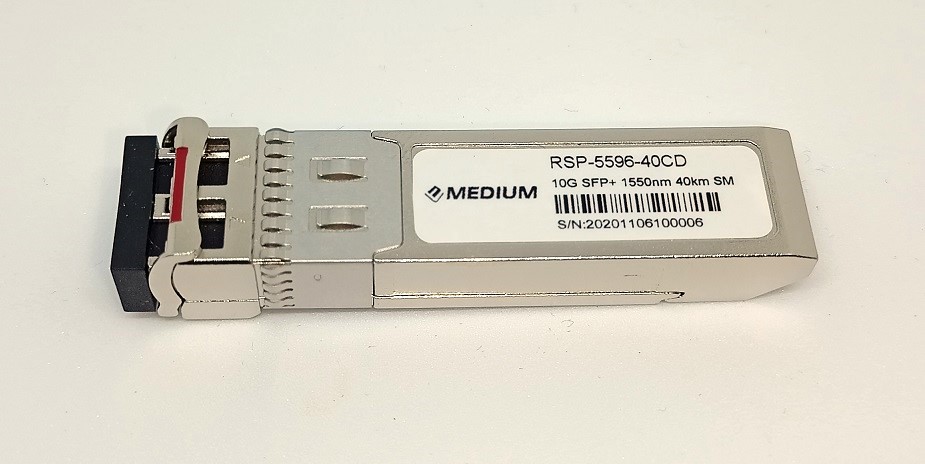 RSP-5596-40CD
10G SFP+ 1550nm 40km SM
MEDIUM
S/N:20201106100006
C